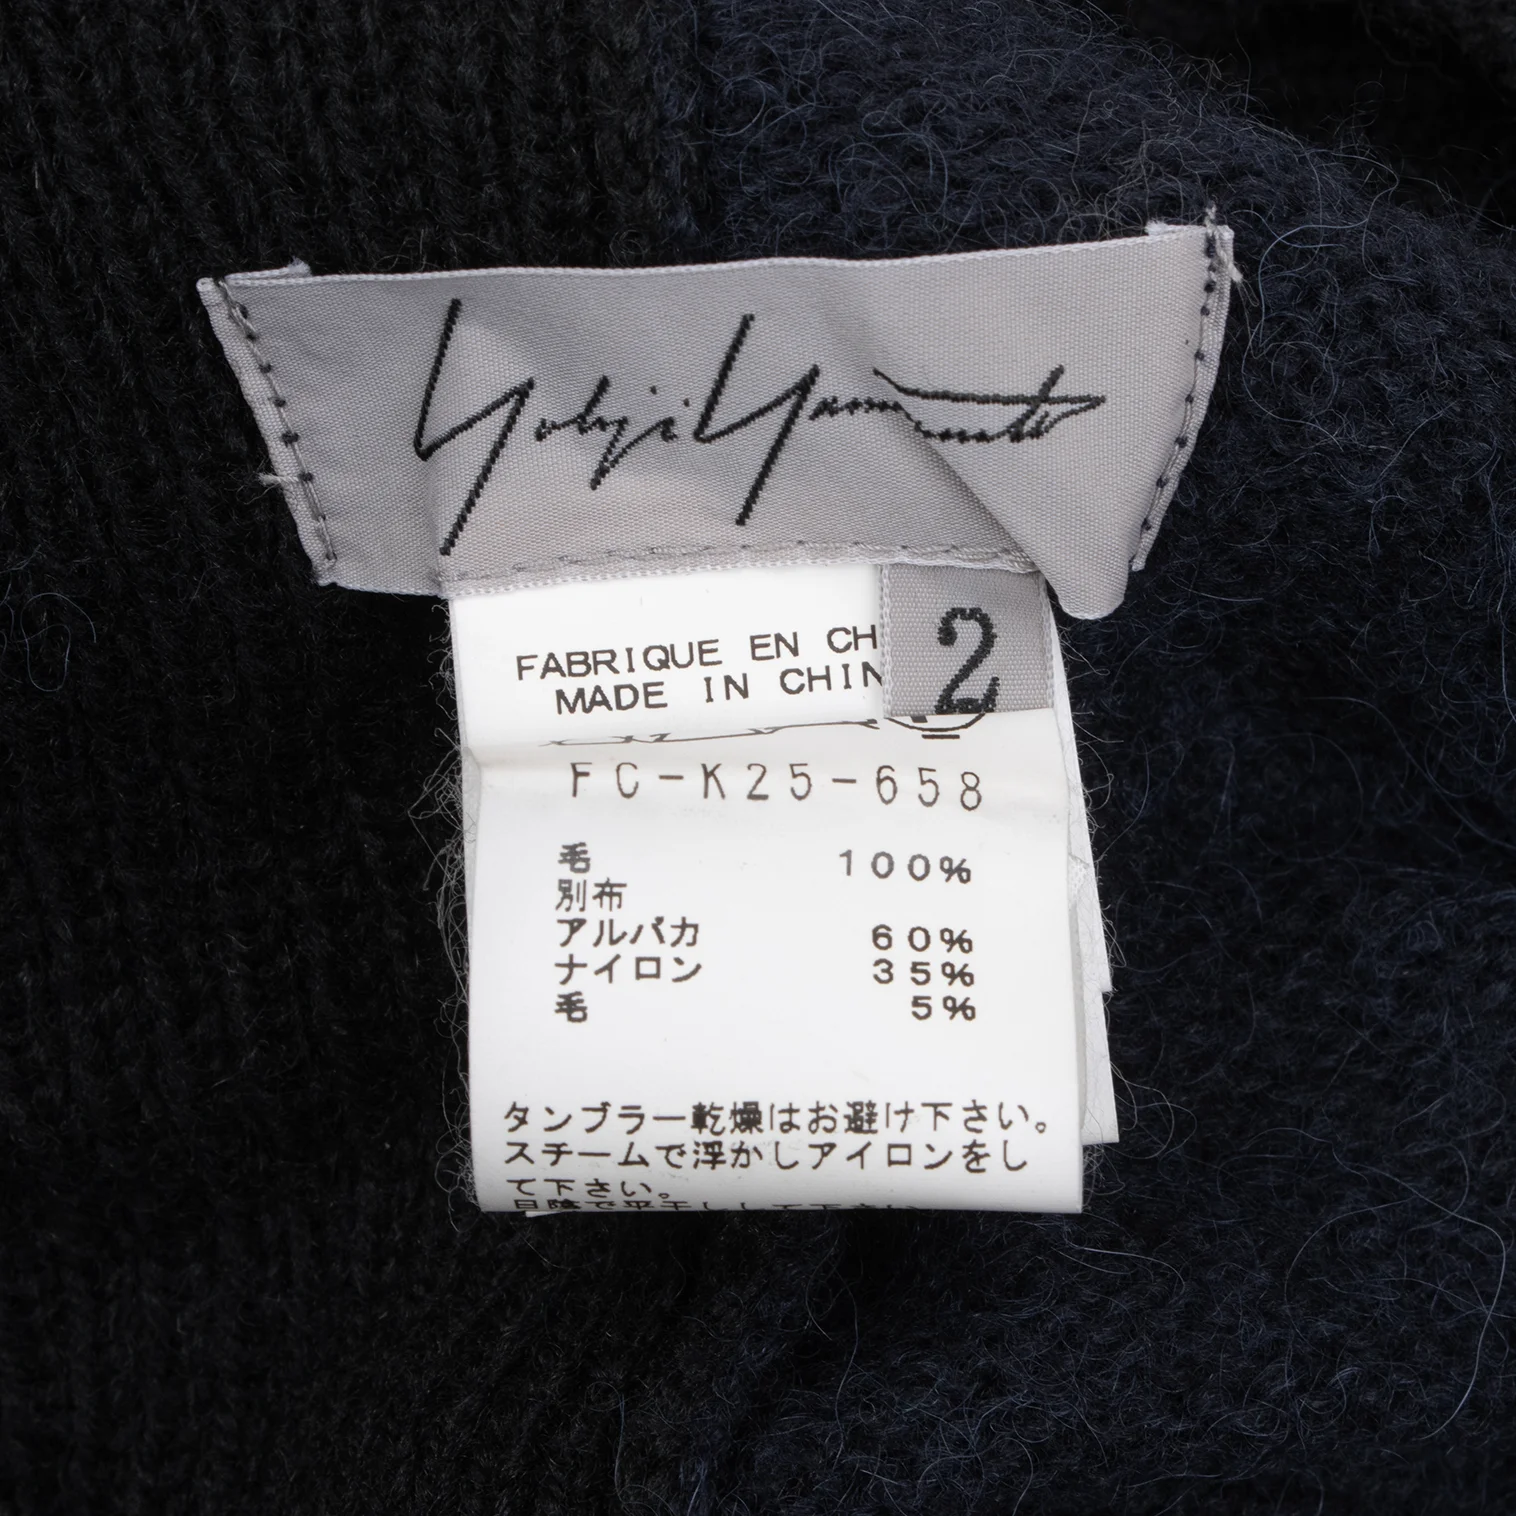 Yohji Yamamoto
2
FABRIQUE EN CH
MADE IN CHIN
FC-K25-658
毛 100%
別布
アルパカ 60%
ナイロン 35%
毛 5%
タンブラー乾燥はお避け下さい。
スチームで浮かしアイロンをし
て下さい。